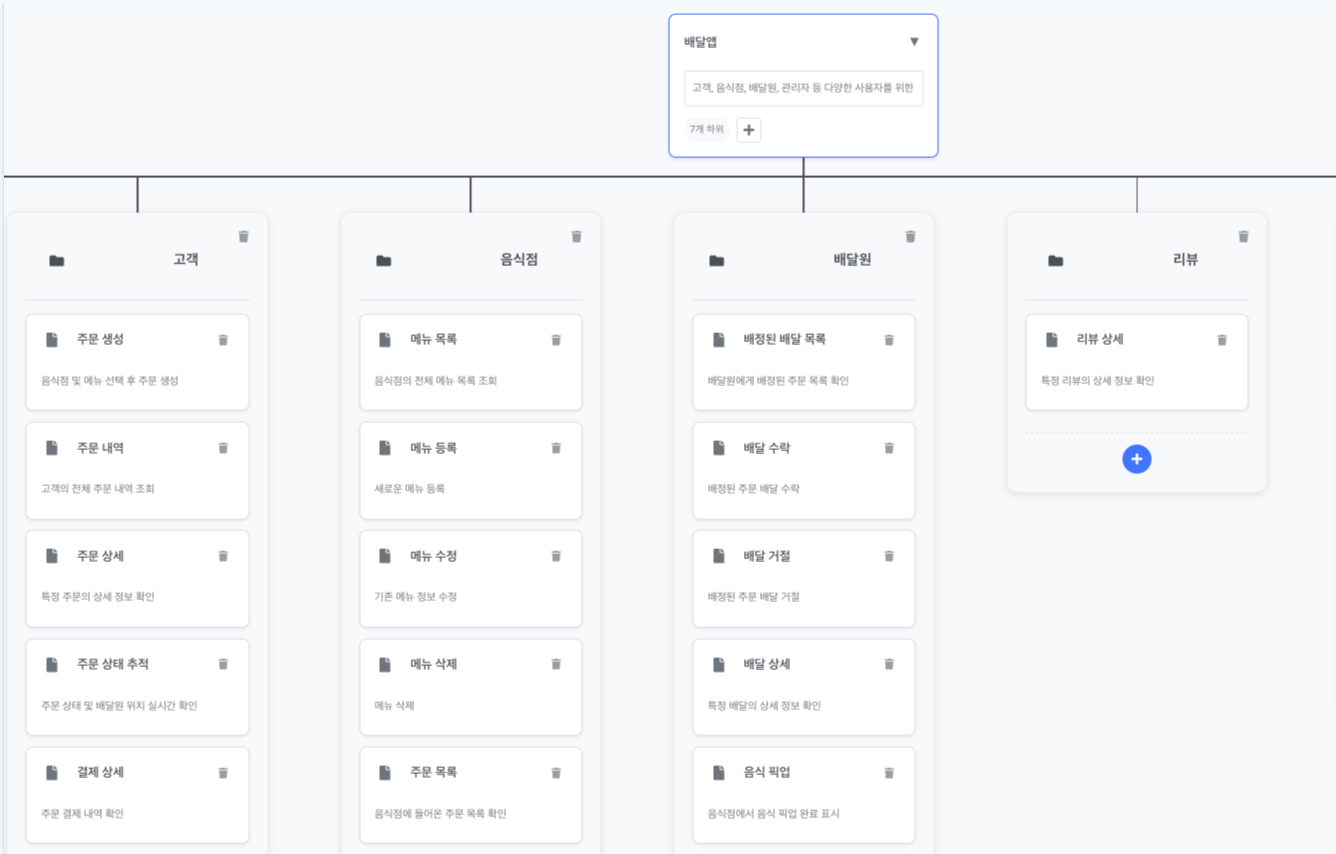 배달앱
고객, 음식점, 배달원, 관리자 등 다양한 사용자를 위한
7개 하위
고객
주문 생성
음식점 및 메뉴 선택 후 주문 생성
주문 내역
고객의 전체 주문 내역 조회
주문 상세
특정 주문의 상세 정보 확인
주문 상태 추적
주문 상태 및 배달원 위치 실시간 확인
결제 상세
주문 결제 내역 확인
음식점
메뉴 목록
음식점의 전체 메뉴 목록 조회
메뉴 등록
새로운 메뉴 등록
메뉴 수정
기존 메뉴 정보 수정
메뉴 삭제
메뉴 삭제
주문 목록
음식점에 들어온 주문 목록 확인
배달원
배정된 배달 목록
배달원에게 배정된 주문 목록 확인
배달 수락
배정된 주문 배달 수락
배달 거절
배정된 주문 배달 거절
배달 상세
특정 배달의 상세 정보 확인
음식 픽업
음식점에서 음식 픽업 완료 표시
리뷰
리뷰 상세
특정 리뷰의 상세 정보 확인